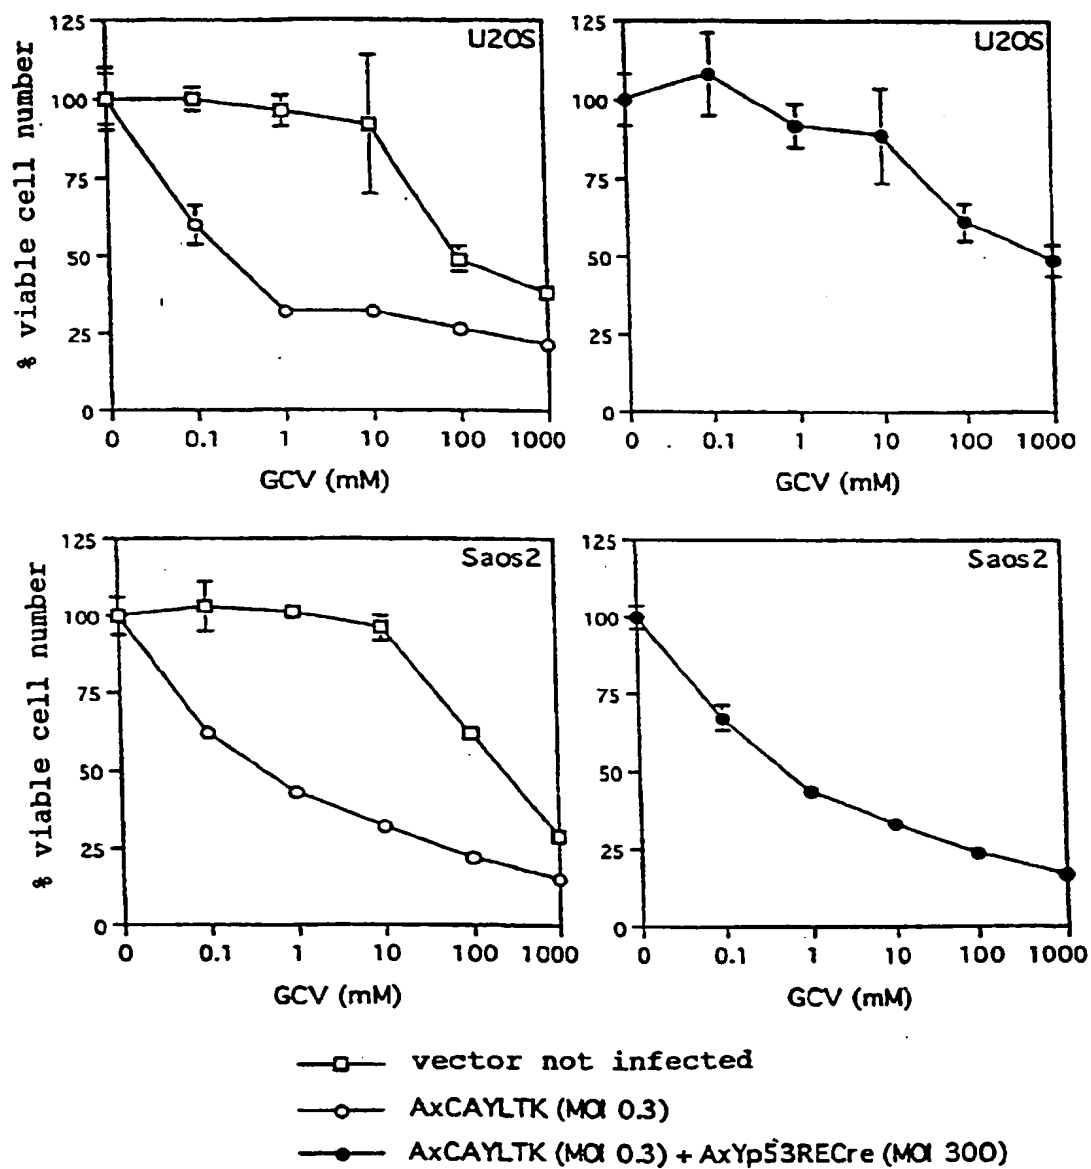 U2OS
% viable cell number
125
100
75
50
25
0
0 0.1 1 10 100 1000
GCV (mM)
U2OS
125
100
75
50
25
0
0 0.1 1 10 100 1000
GCV (mM)
Saos2
% viable cell number
125
100
75
50
25
0
0 0.1 1 10 100 1000
GCV (mM)
Saos2
125
100
75
50
25
0
0 0.1 1 10 100 1000
GCV (mM)
vector not infected
AxCAYLTK (MOI 0.3)
AxCAYLTK (MOI 0.3) + AxYp53RECre (MOI 300)